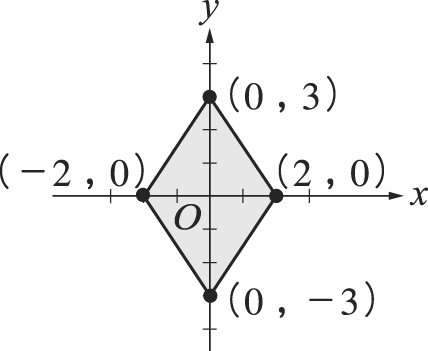 y
(0 , 3)
(−2 , 0)
(2 , 0)
x
O
(0 , −3)